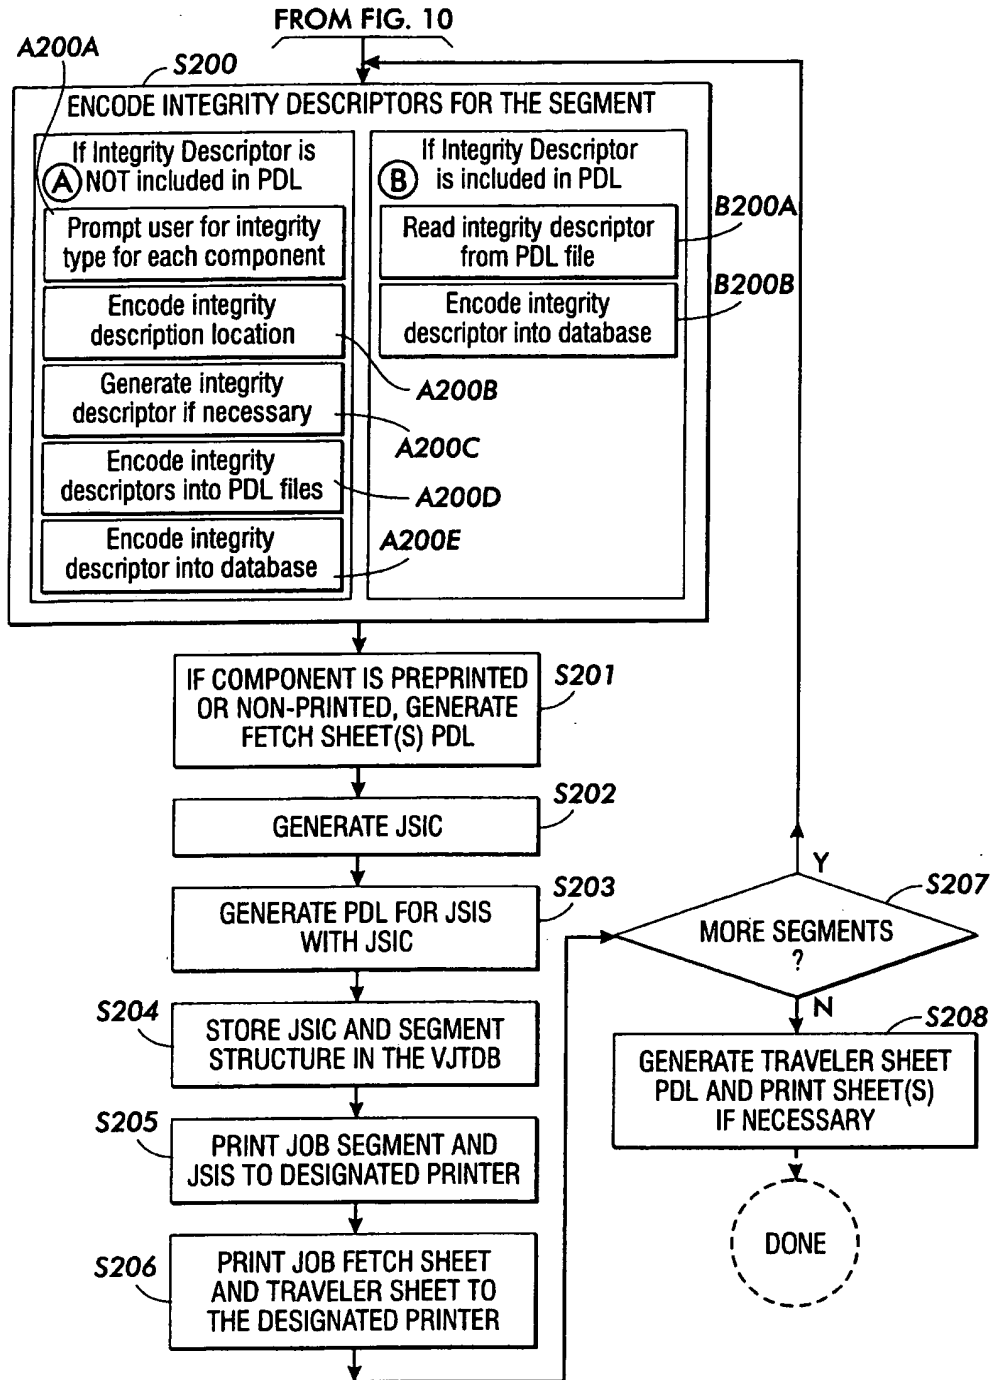 FROM FIG. 10
A200A
S200
ENCODE INTEGRITY DESCRIPTORS FOR THE SEGMENT
If Integrity Descriptor is
A NOT included in PDL
Prompt user for integrity
type for each component
Encode integrity
description location
A200B
Generate integrity
descriptor if necessary
A200C
Encode integrity
descriptors into PDL files
A200D
Encode integrity
descriptor into database
A200E
If Integrity Descriptor
B is included in PDL
Read integrity descriptor
from PDL file
B200A
Encode integrity
descriptor into database
B200B
IF COMPONENT IS PREPRINTED
OR NON-PRINTED, GENERATE
FETCH SHEET(S) PDL
S201
GENERATE JSIC
S202
GENERATE PDL FOR JSIS
WITH JSIC
S203
S204
STORE JSIC AND SEGMENT
STRUCTURE IN THE VJTDB
S205
PRINT JOB SEGMENT AND
JSIS TO DESIGNATED PRINTER
S206
PRINT JOB FETCH SHEET
AND TRAVELER SHEET TO
THE DESIGNATED PRINTER
Y
S207
MORE SEGMENTS
?
N
S208
GENERATE TRAVELER SHEET
PDL AND PRINT SHEET(S)
IF NECESSARY
DONE